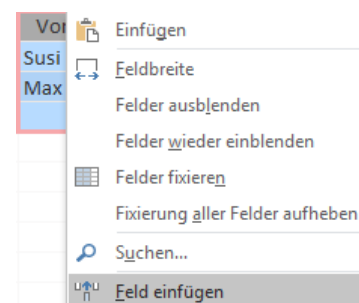 Vor
Susi
Max
Einfügen
Feldbreite
Felder ausblenden
Felder wieder einblenden
Felder fixieren
Fixierung aller Felder aufheben
Suchen...
Feld einfügen